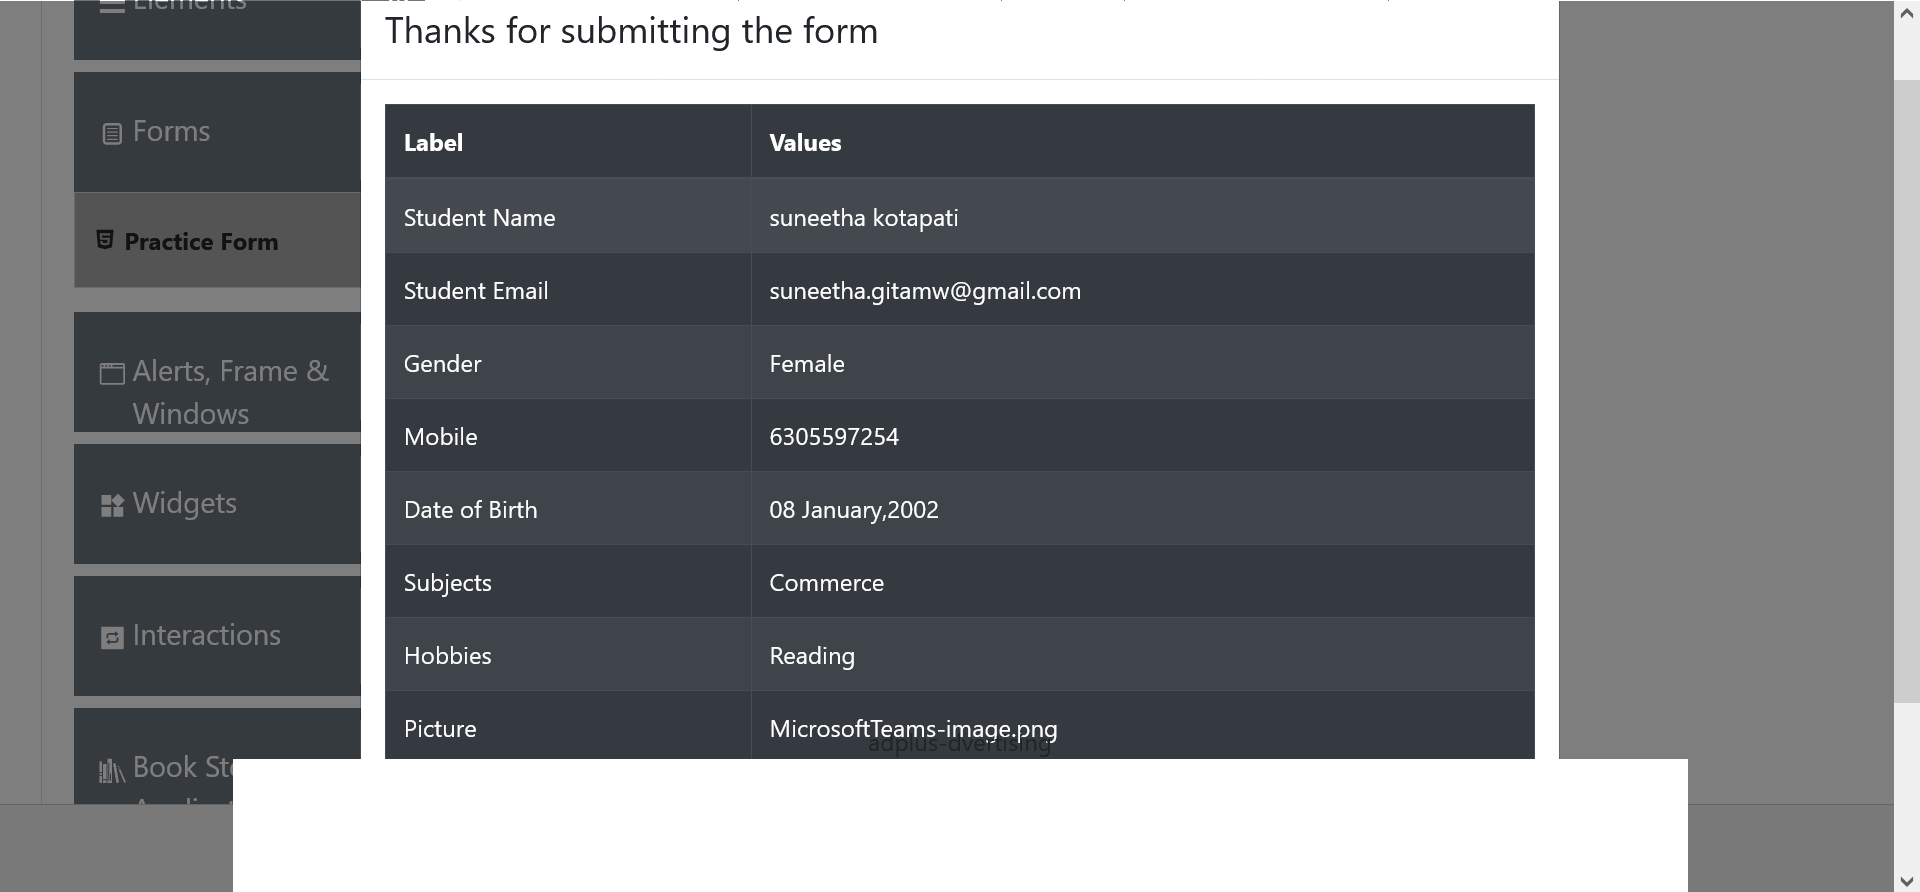 Elements
Thanks for submitting the form
Forms
Practice Form
Alerts, Frame &
Windows
Widgets
Interactions
Book
Label Values
Student Name suneetha kotapati
Student Email suneetha.gitamw@gmail.com
Gender Female
Mobile 6305597254
Date of Birth 08 January,2002
Subjects Commerce
Hobbies Reading
Picture MicrosoftTeams-image.png
adplus-dvertising